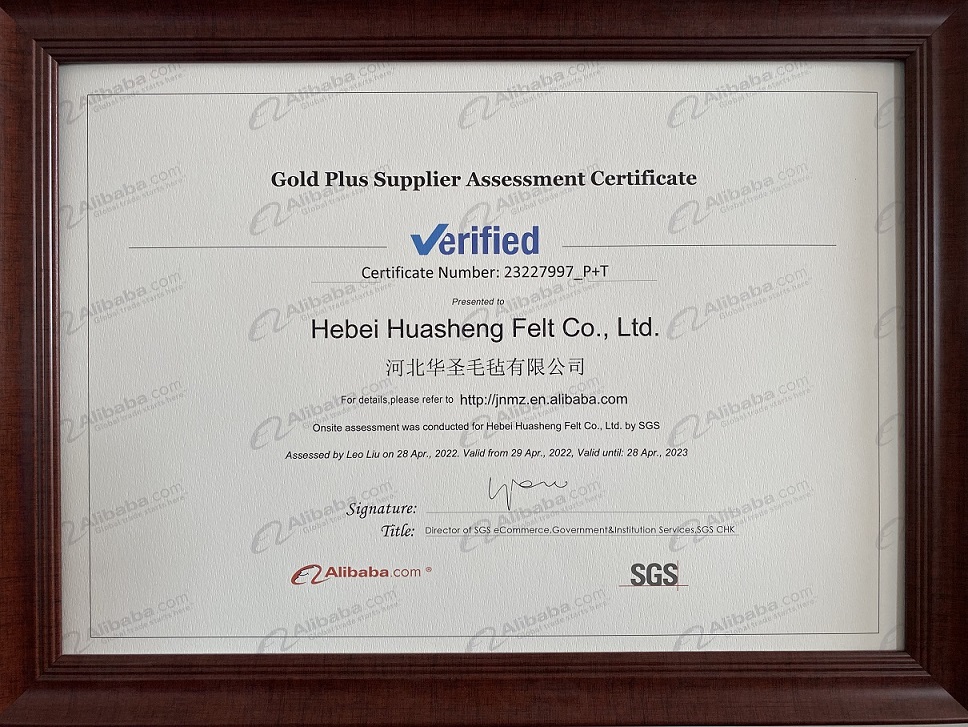 Gold Plus Supplier Assessment Certificate
Verified
Certificate Number: 23227997_P+T
Presented to
Hebei Huasheng Felt Co., Ltd.
河北华圣毛毡有限公司
For details,please refer to http://jnmz.en.alibaba.com
Onsite assessment was conducted for Hebei Huasheng Felt Co., Ltd. by SGS
Assessed by Leo Liu on 28 Apr., 2022. Valid from 29 Apr., 2022, Valid until: 28 Apr., 2023
Signature:
Title: Director of SGS eCommerce,Government&Institution Services,SGS CHK
Alibaba.com ®
SGS